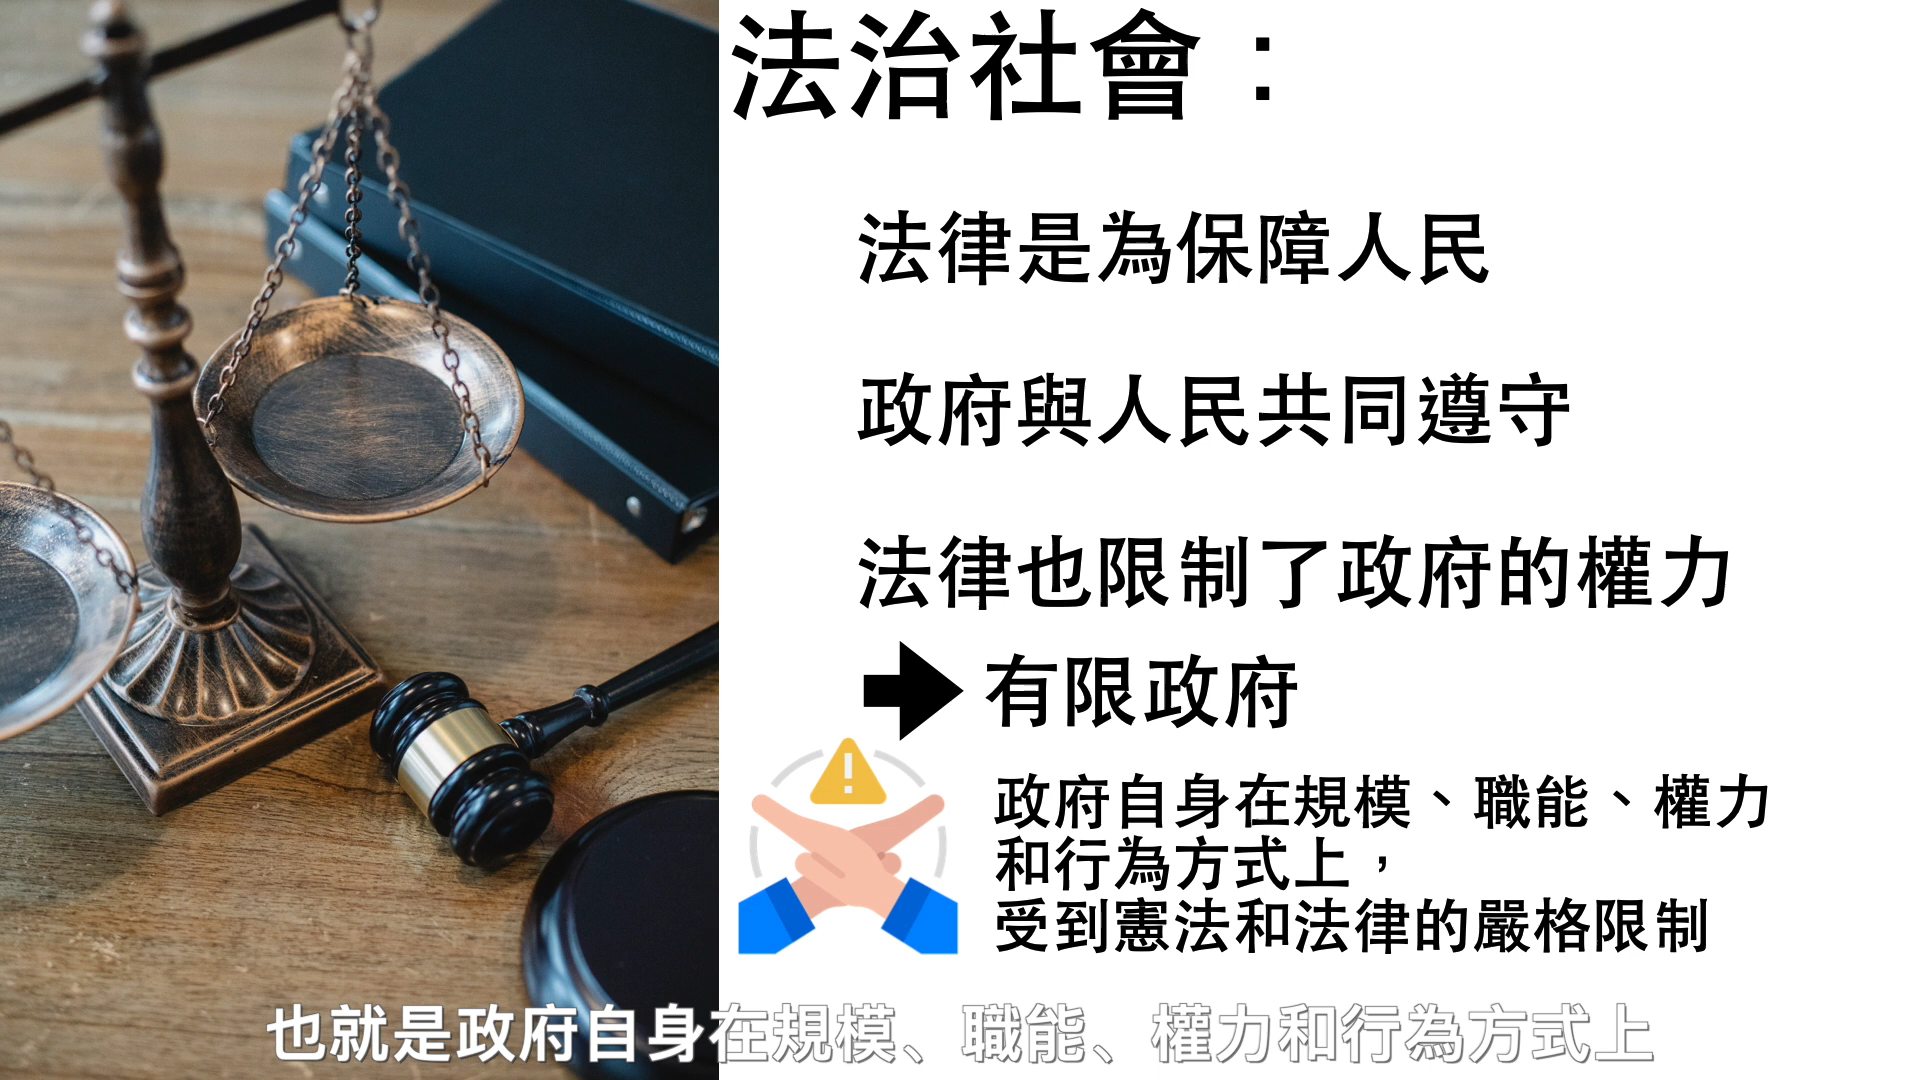 法治社會：
法律是為保障人民
政府與人民共同遵守
法律也限制了政府的權力
有限政府
政府自身在規模、職能、權力
和行為方式上，
受到憲法和法律的嚴格限制
也就是政府自身在規模、職能、權力和行為方式上